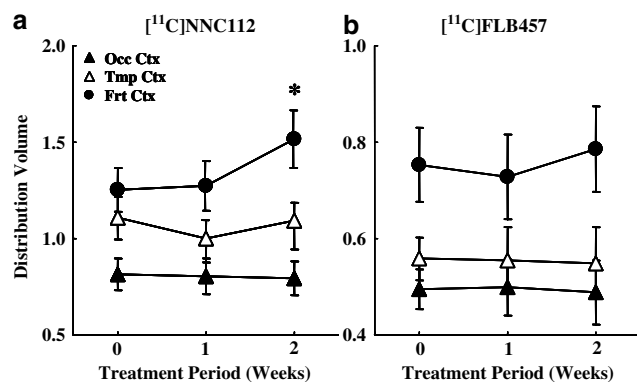 a
[¹¹C]NNC112
b
[¹¹C]FLB457
2.0
1.5
1.0
0.5
Distribution Volume
Occ Ctx
Tmp Ctx
Frt Ctx
*
0
1
2
Treatment Period (Weeks)
1.0
0.8
0.6
0.4
0
1
2
Treatment Period (Weeks)